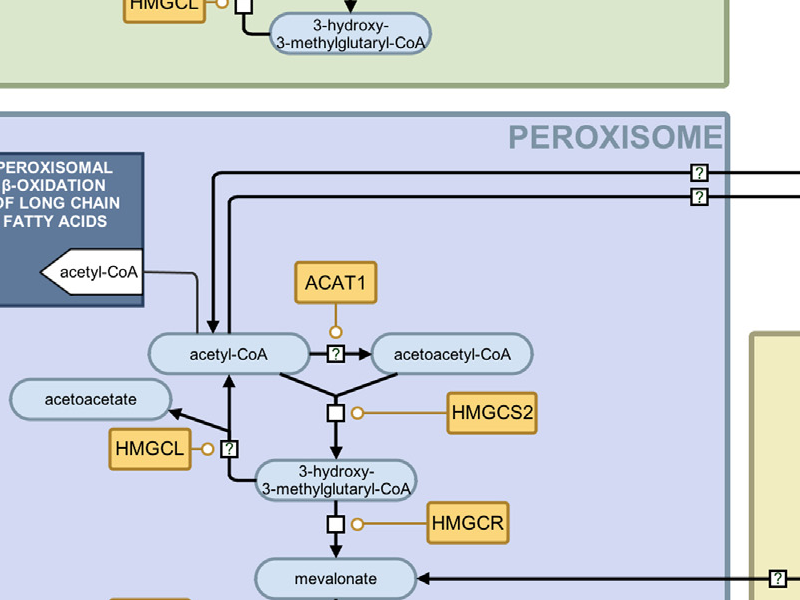 HMGCL
3-hydroxy-
3-methylglutaryl-CoA
PEROXISOME
PEROXISOMAL
β-OXIDATION
OF LONG CHAIN
FATTY ACIDS
?
?
acetyl-CoA
ACAT1
acetyl-CoA
?
acetoacetyl-CoA
acetoacetate
HMGCS2
HMGCL
?
3-hydroxy-
3-methylglutaryl-CoA
HMGCR
mevalonate
?